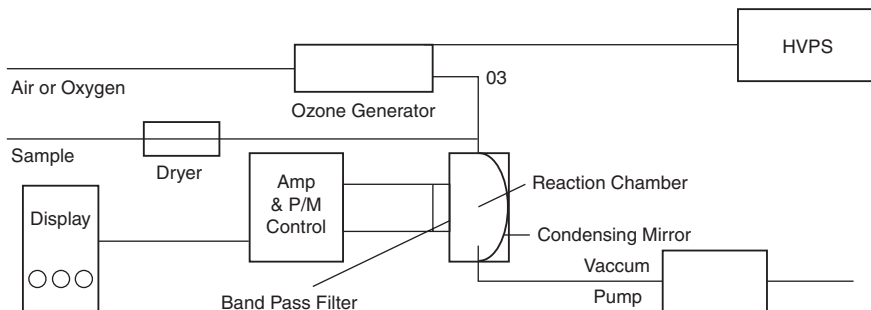 HVPS
Air or Oxygen
03
Ozone Generator
Sample
Dryer
Amp
& P/M
Control
Reaction Chamber
Display
Condensing Mirror
Vaccum
Band Pass Filter
Pump